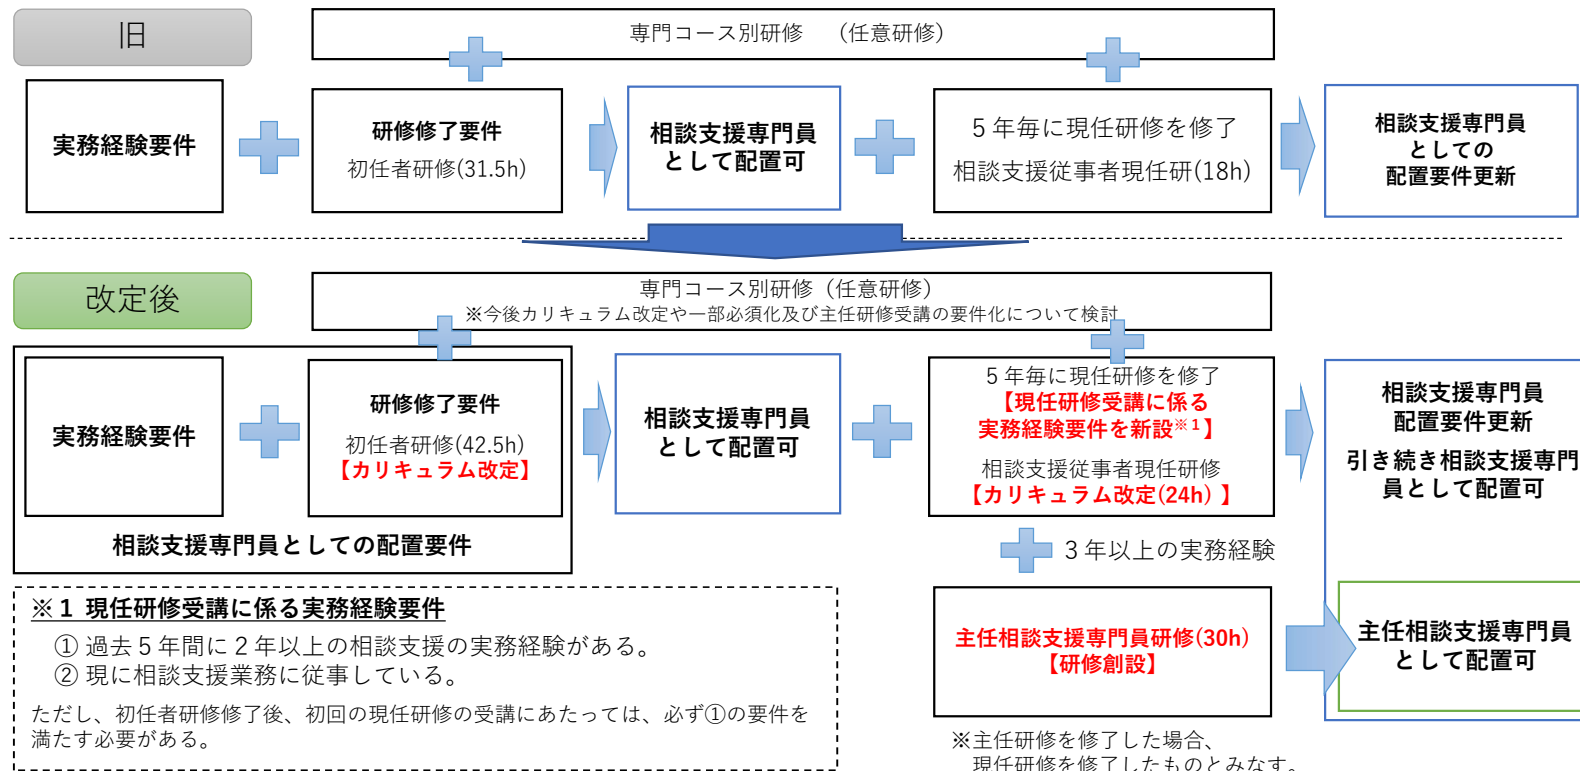 旧
専門コース別研修　（任意研修）
実務経験要件
研修修了要件
初任者研修(31.5h)
相談支援専門員
として配置可
５年毎に現任研修を修了
相談支援従事者現任研(18h)
相談支援専門員
としての
配置要件更新
改定後
専門コース別研修（任意研修）
※今後カリキュラム改定や一部必須化及び主任研修受講の要件化について検討
実務経験要件
研修修了要件
初任者研修(42.5h)
【カリキュラム改定】
相談支援専門員としての配置要件
相談支援専門員
として配置可
５年毎に現任研修を修了
【現任研修受講に係る
実務経験要件を新設※１】
相談支援従事者現任研修
【カリキュラム改定(24h) 】
３年以上の実務経験
主任相談支援専門員研修(30h)
【研修創設】
※主任研修を修了した場合、
現任研修を修了したものとみなす。
相談支援専門員
配置要件更新
引き続き相談支援専門
員として配置可
主任相談支援専門員
として配置可
※１ 現任研修受講に係る実務経験要件
① 過去５年間に２年以上の相談支援の実務経験がある。
② 現に相談支援業務に従事している。
ただし、初任者研修修了後、初回の現任研修の受講にあたっては、必ず①の要件を
満たす必要がある。